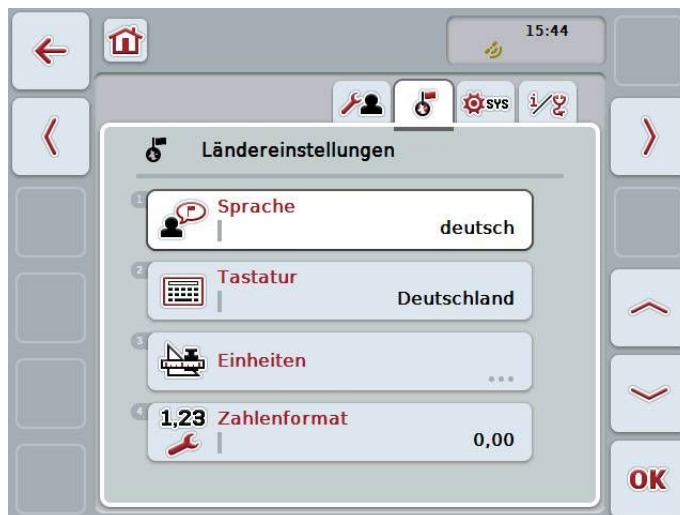 15:44
SYS
i/
Ländereinstellungen
1
Sprache
deutsch
2
Tastatur
Deutschland
3
Einheiten
...
4
1,23 Zahlenformat
0,00
OK